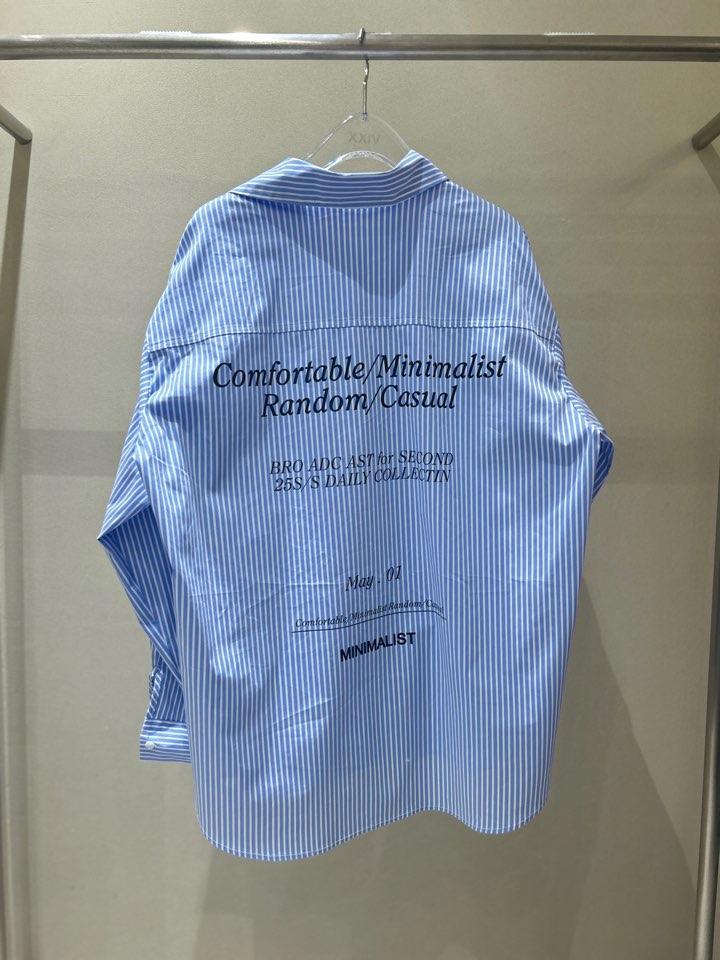 XXIV
Comfortable/Minimalist
Random/Casual
BRO ADC AST for SECOND
25S/S DAILY COLLECTIN
May . 01
Comfortable/Minimalist Random/Casual
MINIMALIST